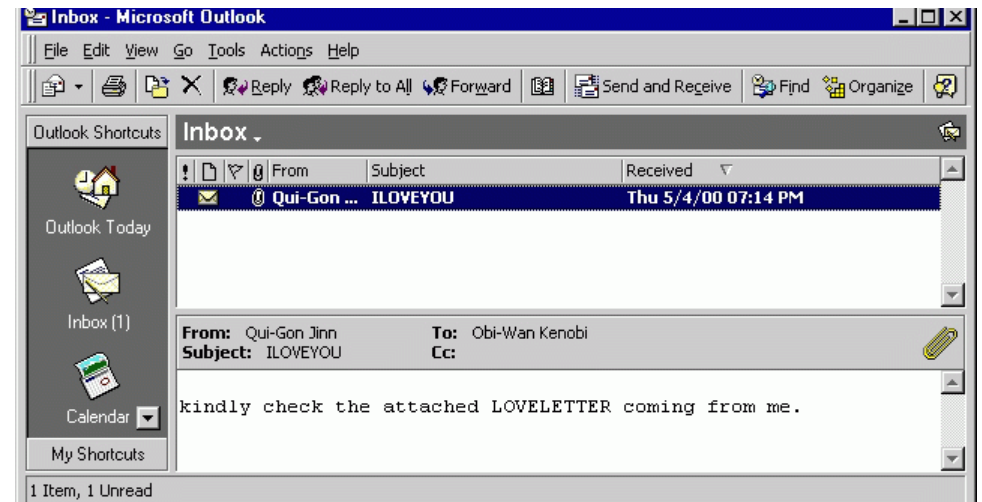 Inbox - Microsoft Outlook
File Edit View Go Tools Actions Help
Reply Reply to All Forward Send and Receive Find Organize
Outlook Shortcuts Inbox
! From Subject Received
Qui-Gon ... ILOVEYOU Thu 5/4/00 07:14 PM
Outlook Today
Inbox (1)
From: Qui-Gon Jinn To: Obi-Wan Kenobi
Subject: ILOVEYOU Cc:
kindly check the attached LOVELETTER coming from me.
Calendar
My Shortcuts
1 Item, 1 Unread